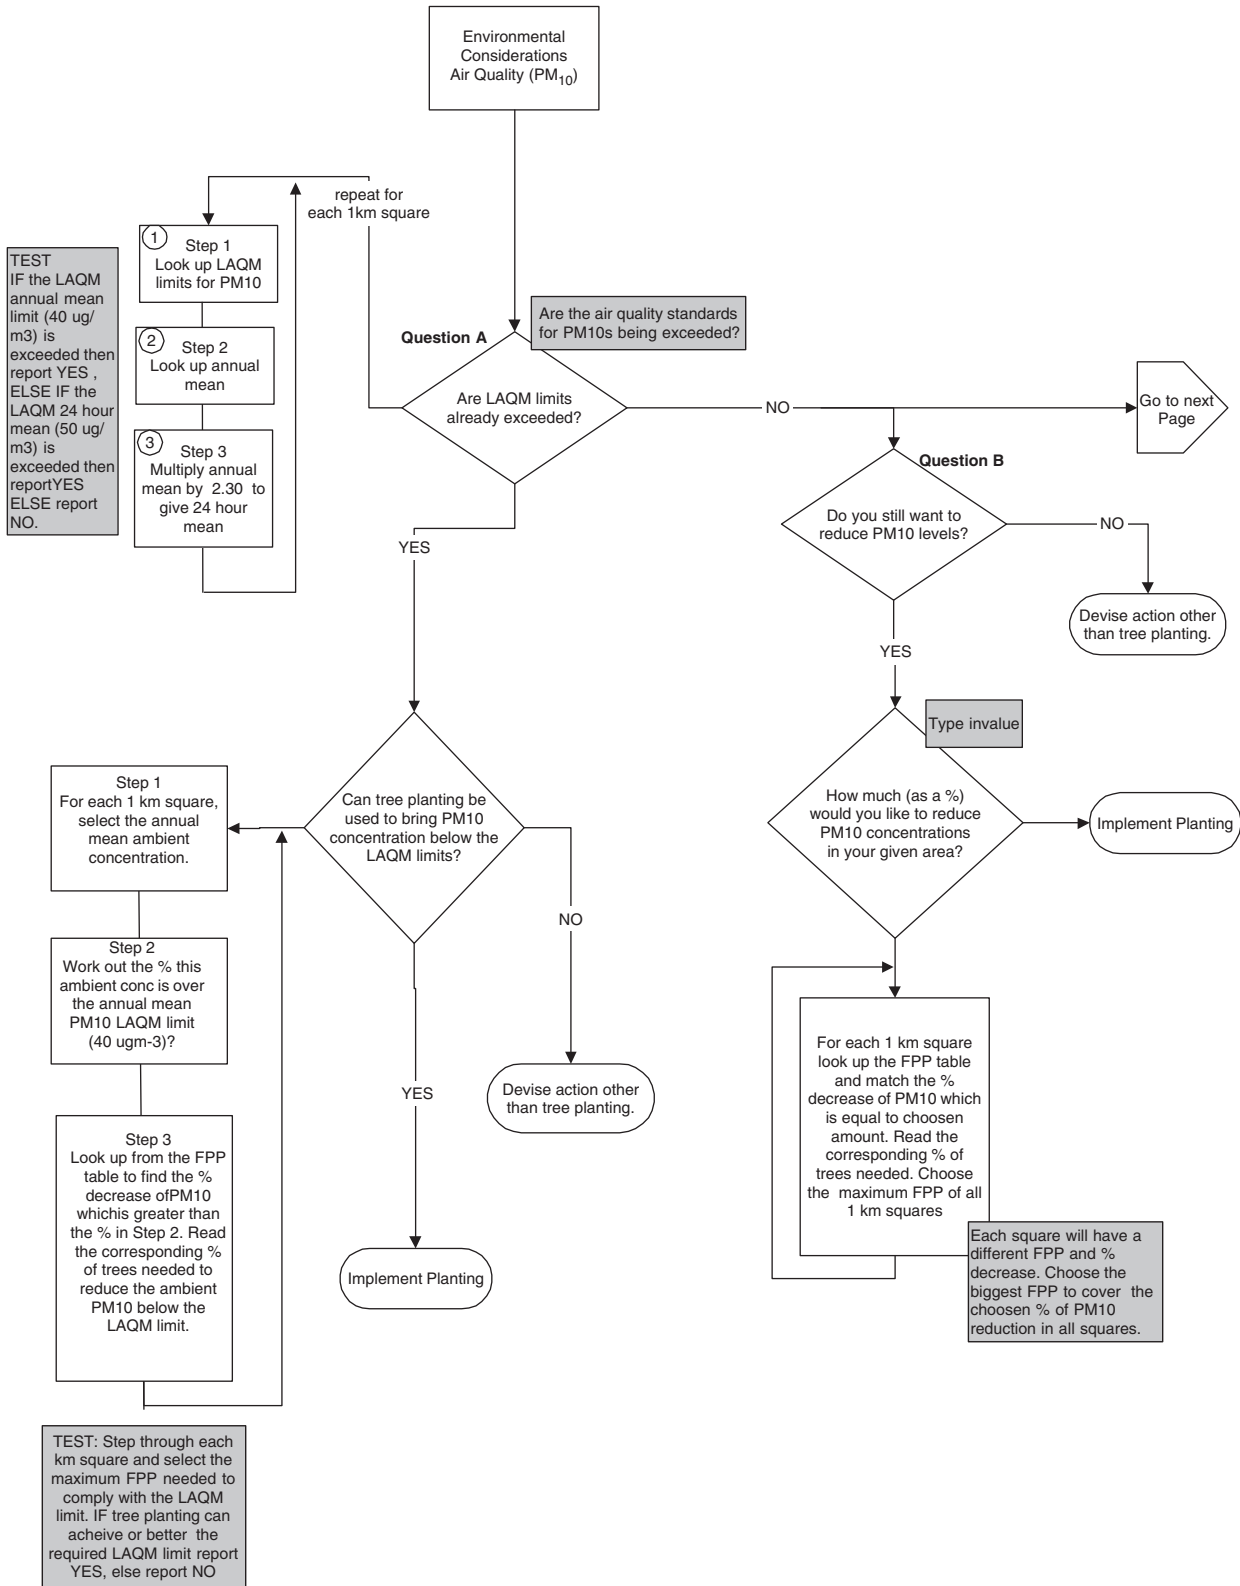 Environmental
Considerations
Air Quality (PM10)
repeat for
each 1km square
1
Step 1
Look up LAQM
limits for PM10
2
Step 2
Look up annual
mean
3
Step 3
Multiply annual
mean by 2.30 to
give 24 hour
mean
TEST
IF the LAQM
annual mean
limit (40 ug/
m3) is
exceeded then
report YES ,
ELSE IF the
LAQM 24 hour
mean (50 ug/
m3) is
exceeded then
reportYES
ELSE report
NO.
Are the air quality standards
for PM10s being exceeded?
Question A
Are LAQM limits
already exceeded?
NO
Go to next
Page
Question B
Do you still want to
reduce PM10 levels?
NO
Devise action other
than tree planting.
YES
YES
Type invalue
How much (as a %)
would you like to reduce
PM10 concentrations
in your given area?
Implement Planting
Can tree planting be
used to bring PM10
concentration below the
LAQM limits?
Step 1
For each 1 km square,
select the annual
mean ambient
concentration.
Step 2
Work out the % this
ambient conc is over
the annual mean
PM10 LAQM limit
(40 ugm-3)?
Step 3
Look up from the FPP
table to find the %
decrease ofPM10
whichis greater than
the % in Step 2. Read
the corresponding %
of trees needed to
reduce the ambient
PM10 below the
LAQM limit.
NO
Devise action other
than tree planting.
YES
Implement Planting
For each 1 km square
look up the FPP table
and match the %
decrease of PM10 which
is equal to choosen
amount. Read the
corresponding % of
trees needed. Choose
the maximum FPP of all
1 km squares
Each square will have a
different FPP and %
decrease. Choose the
biggest FPP to cover the
choosen % of PM10
reduction in all squares.
TEST: Step through each
km square and select the
maximum FPP needed to
comply with the LAQM
limit. IF tree planting can
acheive or better the
required LAQM limit report
YES, else report NO